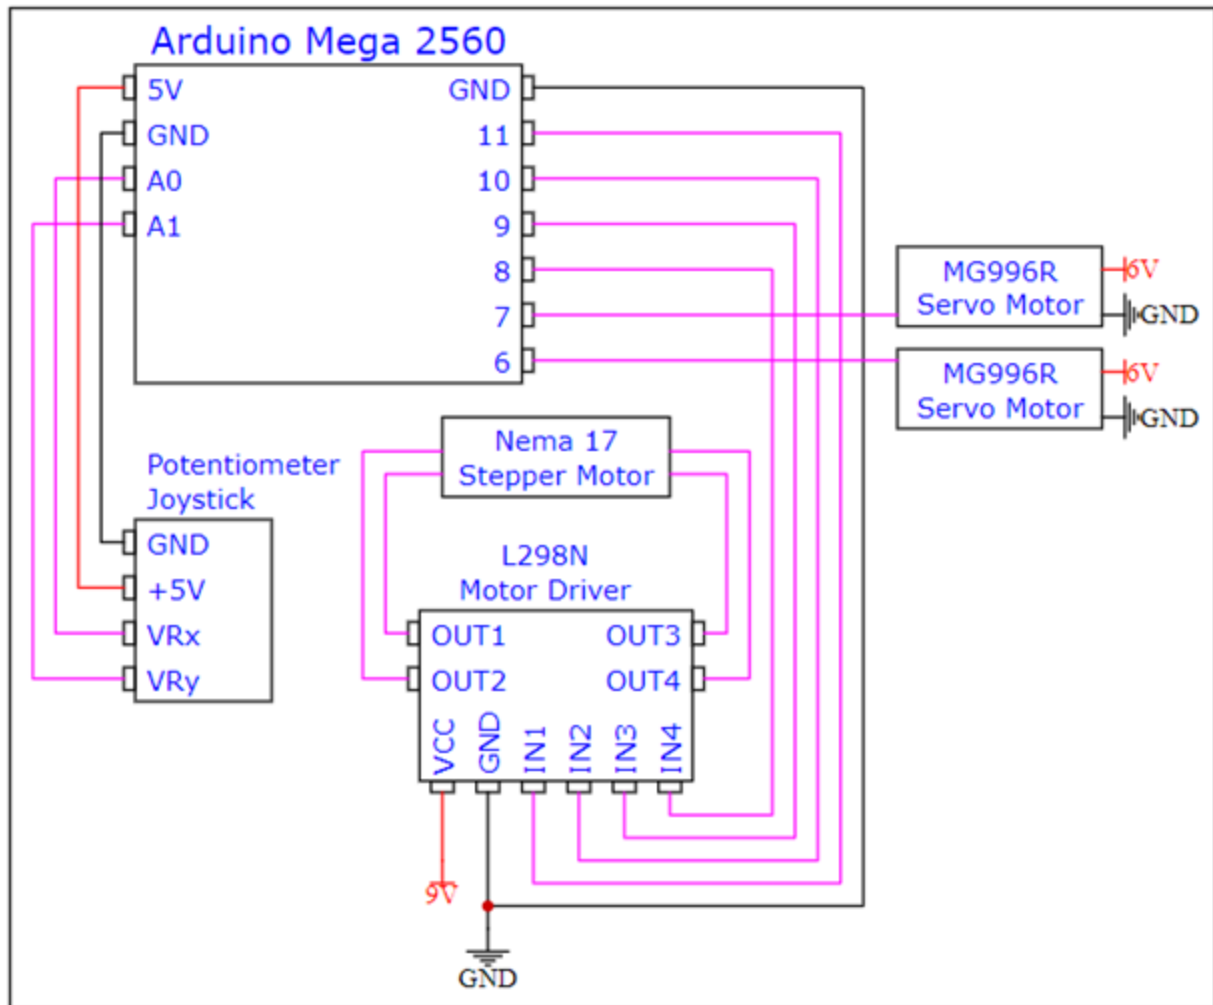 Arduino Mega 2560
5V
GND
A0
A1
GND
11
10
9
8
7
6
MG996R
Servo Motor
6V
GND
MG996R
Servo Motor
6V
GND
Nema 17
Stepper Motor
Potentiometer
Joystick
GND
+5V
VRx
VRy
L298N
Motor Driver
OUT1
OUT2
OUT3
OUT4
VCC
GND
IN1
IN2
IN3
IN4
9V
GND